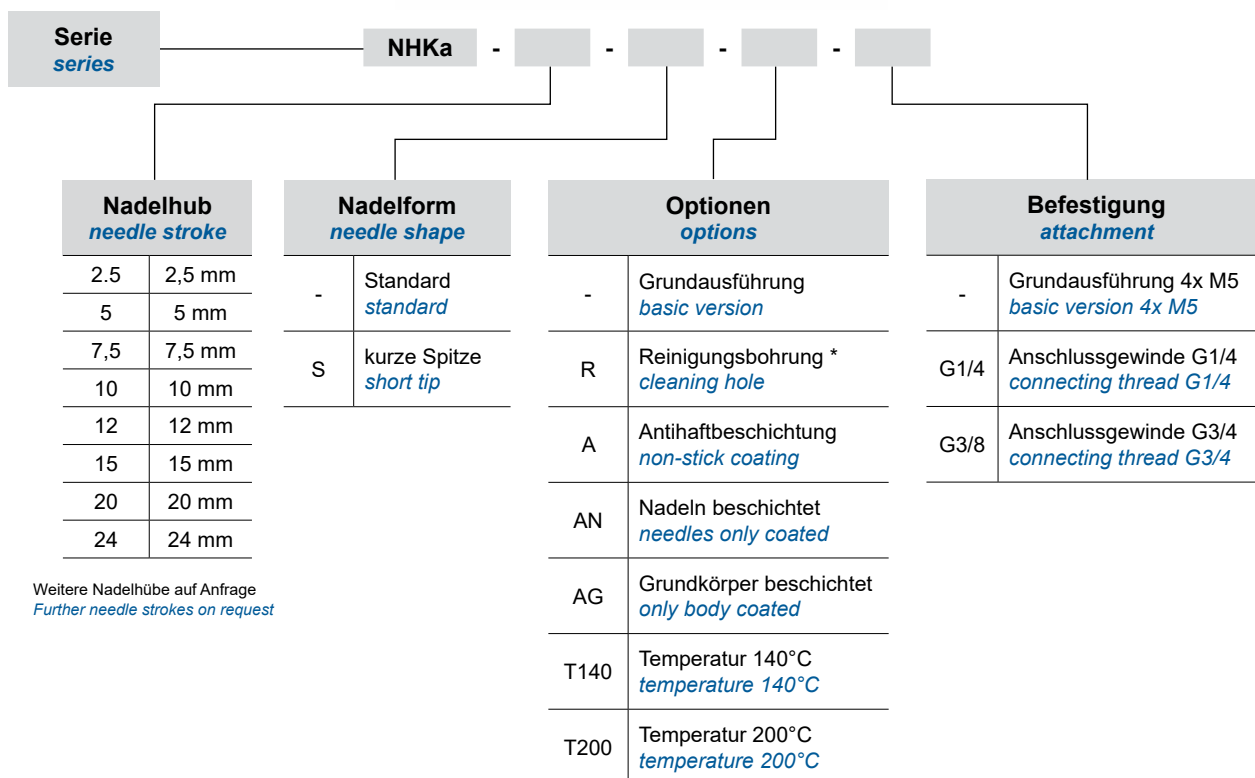 Serie
series
NHKa - - - -
Nadelhub
needle stroke
2.5 2,5 mm
5 5 mm
7,5 7,5 mm
10 10 mm
12 12 mm
15 15 mm
20 20 mm
24 24 mm
Weitere Nadelhübe auf Anfrage
Further needle strokes on request
Nadelform
needle shape
- Standard
standard
S kurze Spitze
short tip
Optionen
options
- Grundausführung
basic version
R Reinigungsbohrung *
cleaning hole
A Antihaftbeschichtung
non-stick coating
AN Nadeln beschichtet
needles only coated
AG Grundkörper beschichtet
only body coated
T140 Temperatur 140°C
temperature 140°C
T200 Temperatur 200°C
temperature 200°C
Befestigung
attachment
- Grundausführung 4x M5
basic version 4x M5
G1/4 Anschlussgewinde G1/4
connecting thread G1/4
G3/8 Anschlussgewinde G3/4
connecting thread G3/4